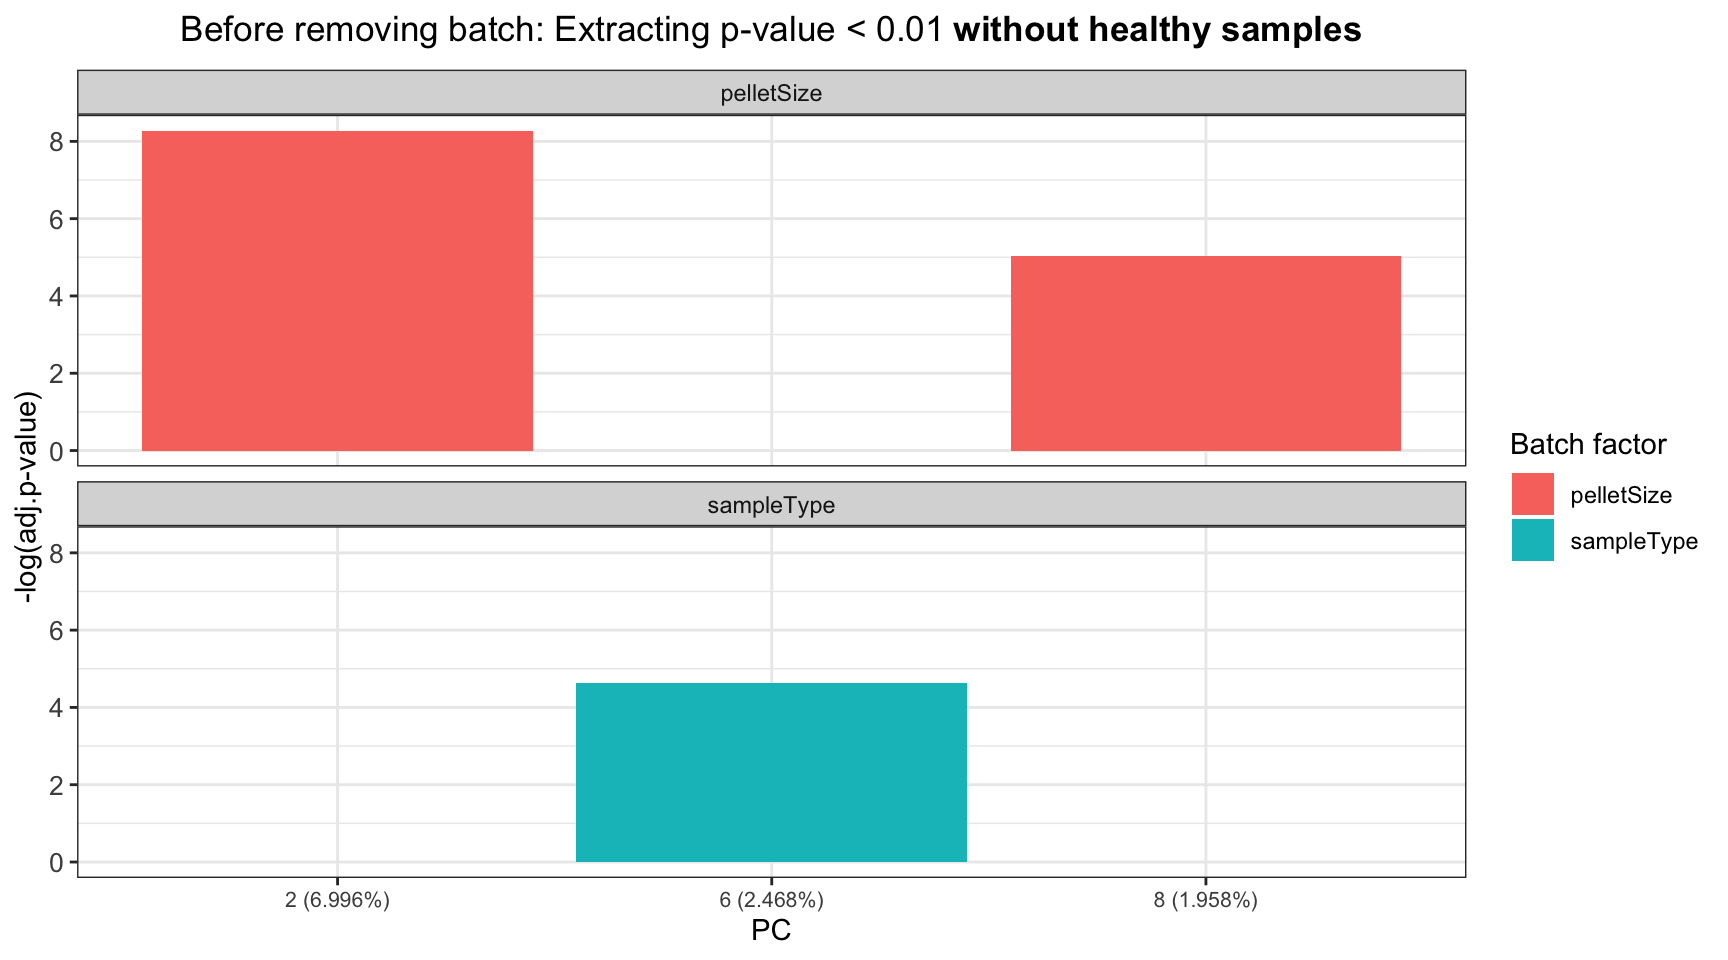 Before removing batch: Extracting p-value < 0.01 without healthy samples
pelletSize
8
6
4
2
0
sampleType
8
6
4
2
0
-log(adj.p-value)
2 (6.996%)
6 (2.468%)
8 (1.958%)
PC
Batch factor
pelletSize
sampleType